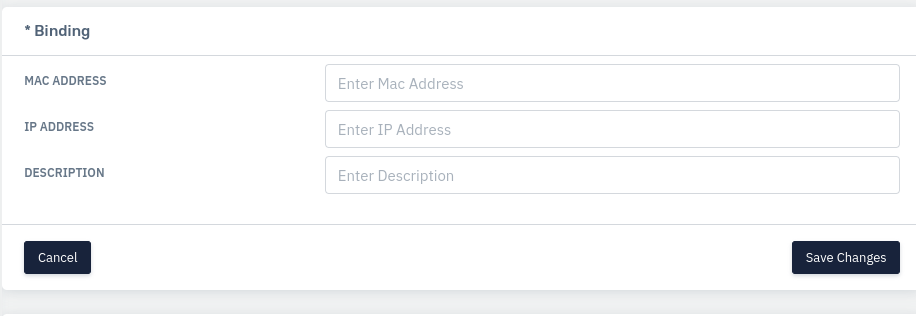 * Binding
MAC ADDRESS
Enter Mac Address
IP ADDRESS
Enter IP Address
DESCRIPTION
Enter Description
Cancel
Save Changes